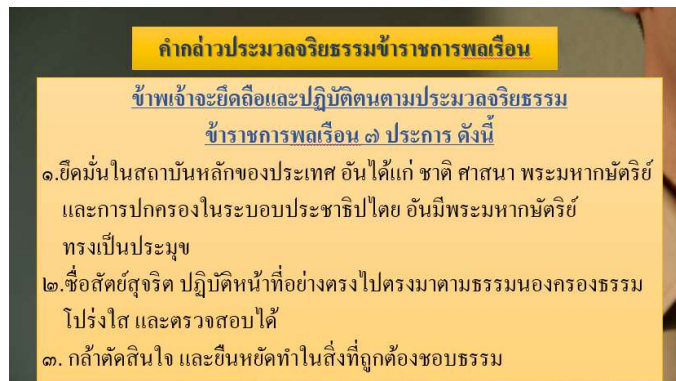 คำกล่าวประมวลจริยธรรมข้าราชการพลเรือน
ข้าพเจ้าจะยึดถือและปฏิบัติตนตามประมวลจริยธรรม
ข้าราชการพลเรือน ๗ ประการ ดังนี้
๑.ยึดมั่นในสถาบันหลักของประเทศ อันได้แก่ ชาติ ศาสนา พระมหากษัตริย์
และการปกครองในระบอบประชาธิปไตย อันมีพระมหากษัตริย์
ทรงเป็นประมุข
๒.ซื่อสัตย์สุจริต ปฏิบัติหน้าที่อย่างตรงไปตรงมาตามธรรมนองครองธรรม
โปร่งใส และตรวจสอบได้
๓. กล้าตัดสินใจ และยืนหยัดทำในสิ่งที่ถูกต้องชอบธรรม